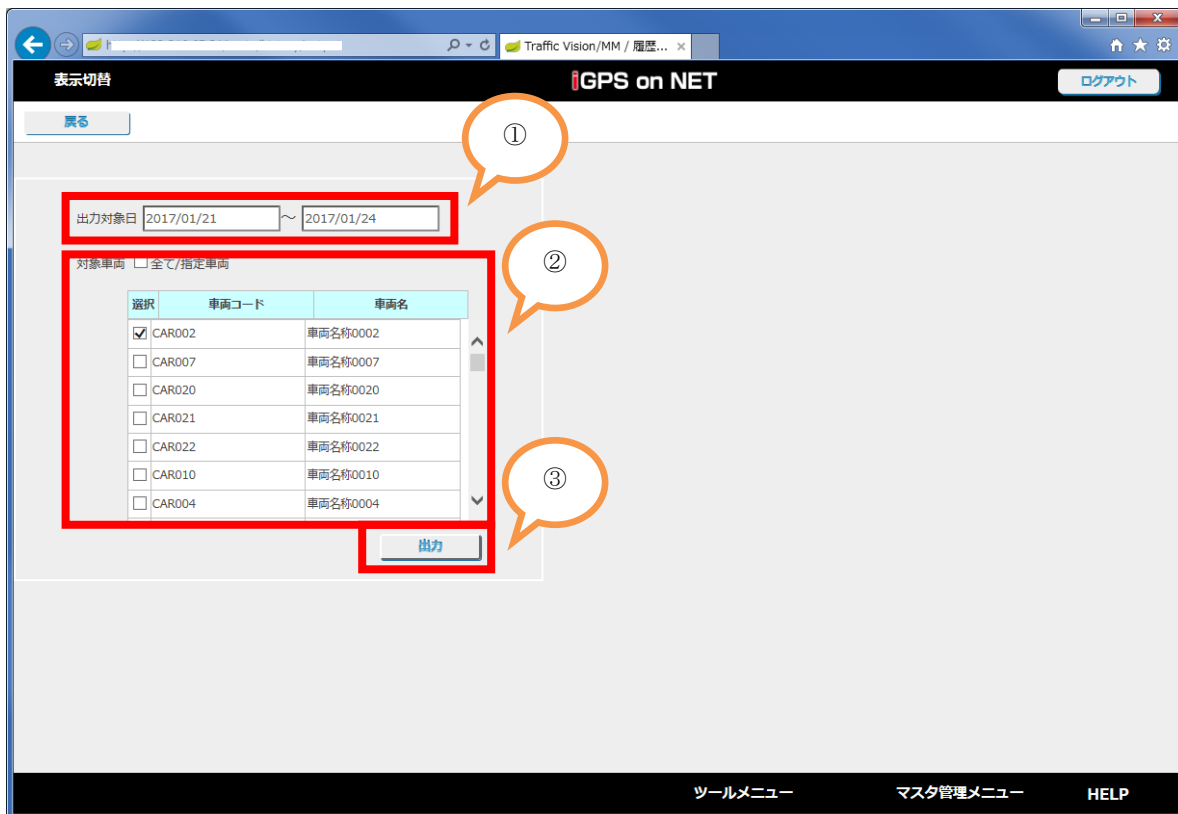 Traffic Vision/MM / 履歴...
表示切替
iGPS on NET
ログアウト
戻る
①
出力対象日 2017/01/21 ～ 2017/01/24
②
対象車両 全て/指定車両
選択 車両コード 車両名
CAR002 車両名称0002
CAR007 車両名称0007
CAR020 車両名称0020
CAR021 車両名称0021
CAR022 車両名称0022
CAR010 車両名称0010
CAR004 車両名称0004
③
出力
ツールメニュー マスタ管理メニュー HELP